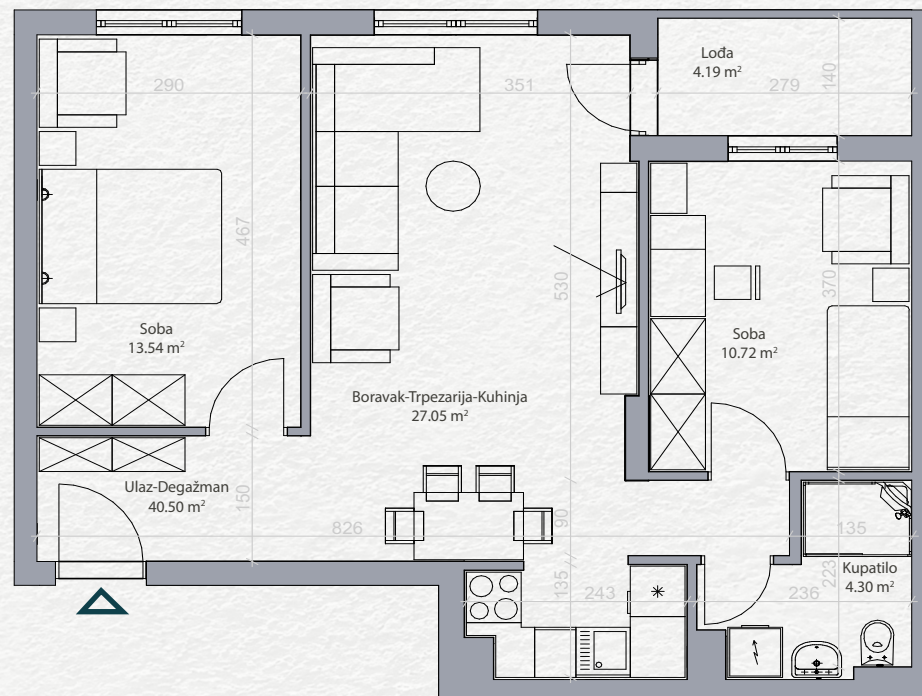 Lođa
4.19 m²
290
351
279
140
467
530
370
Soba
13.54 m²
Soba
10.72 m²
Boravak-Trpezarija-Kuhinja
27.05 m²
Ulaz-Degažman
40.50 m²
150
826
90
135
135
243
236
223
Kupatilo
4.30 m²